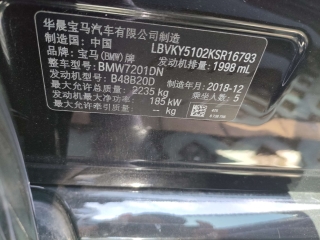 华晨宝马汽车有限公司制造
制造国: 中国 LBVKY5102KSR16793
品牌: 宝马(BMW)牌 发动机排量: 1998 mL
整车型号: BMW7201DN
发动机型号: B48B20D 制造年月: 2018-12
最大允许总质量: 2235 kg 乘坐人数: 5
发动机最大净功率: 185 kW
最大允许牵引质量: -- kg